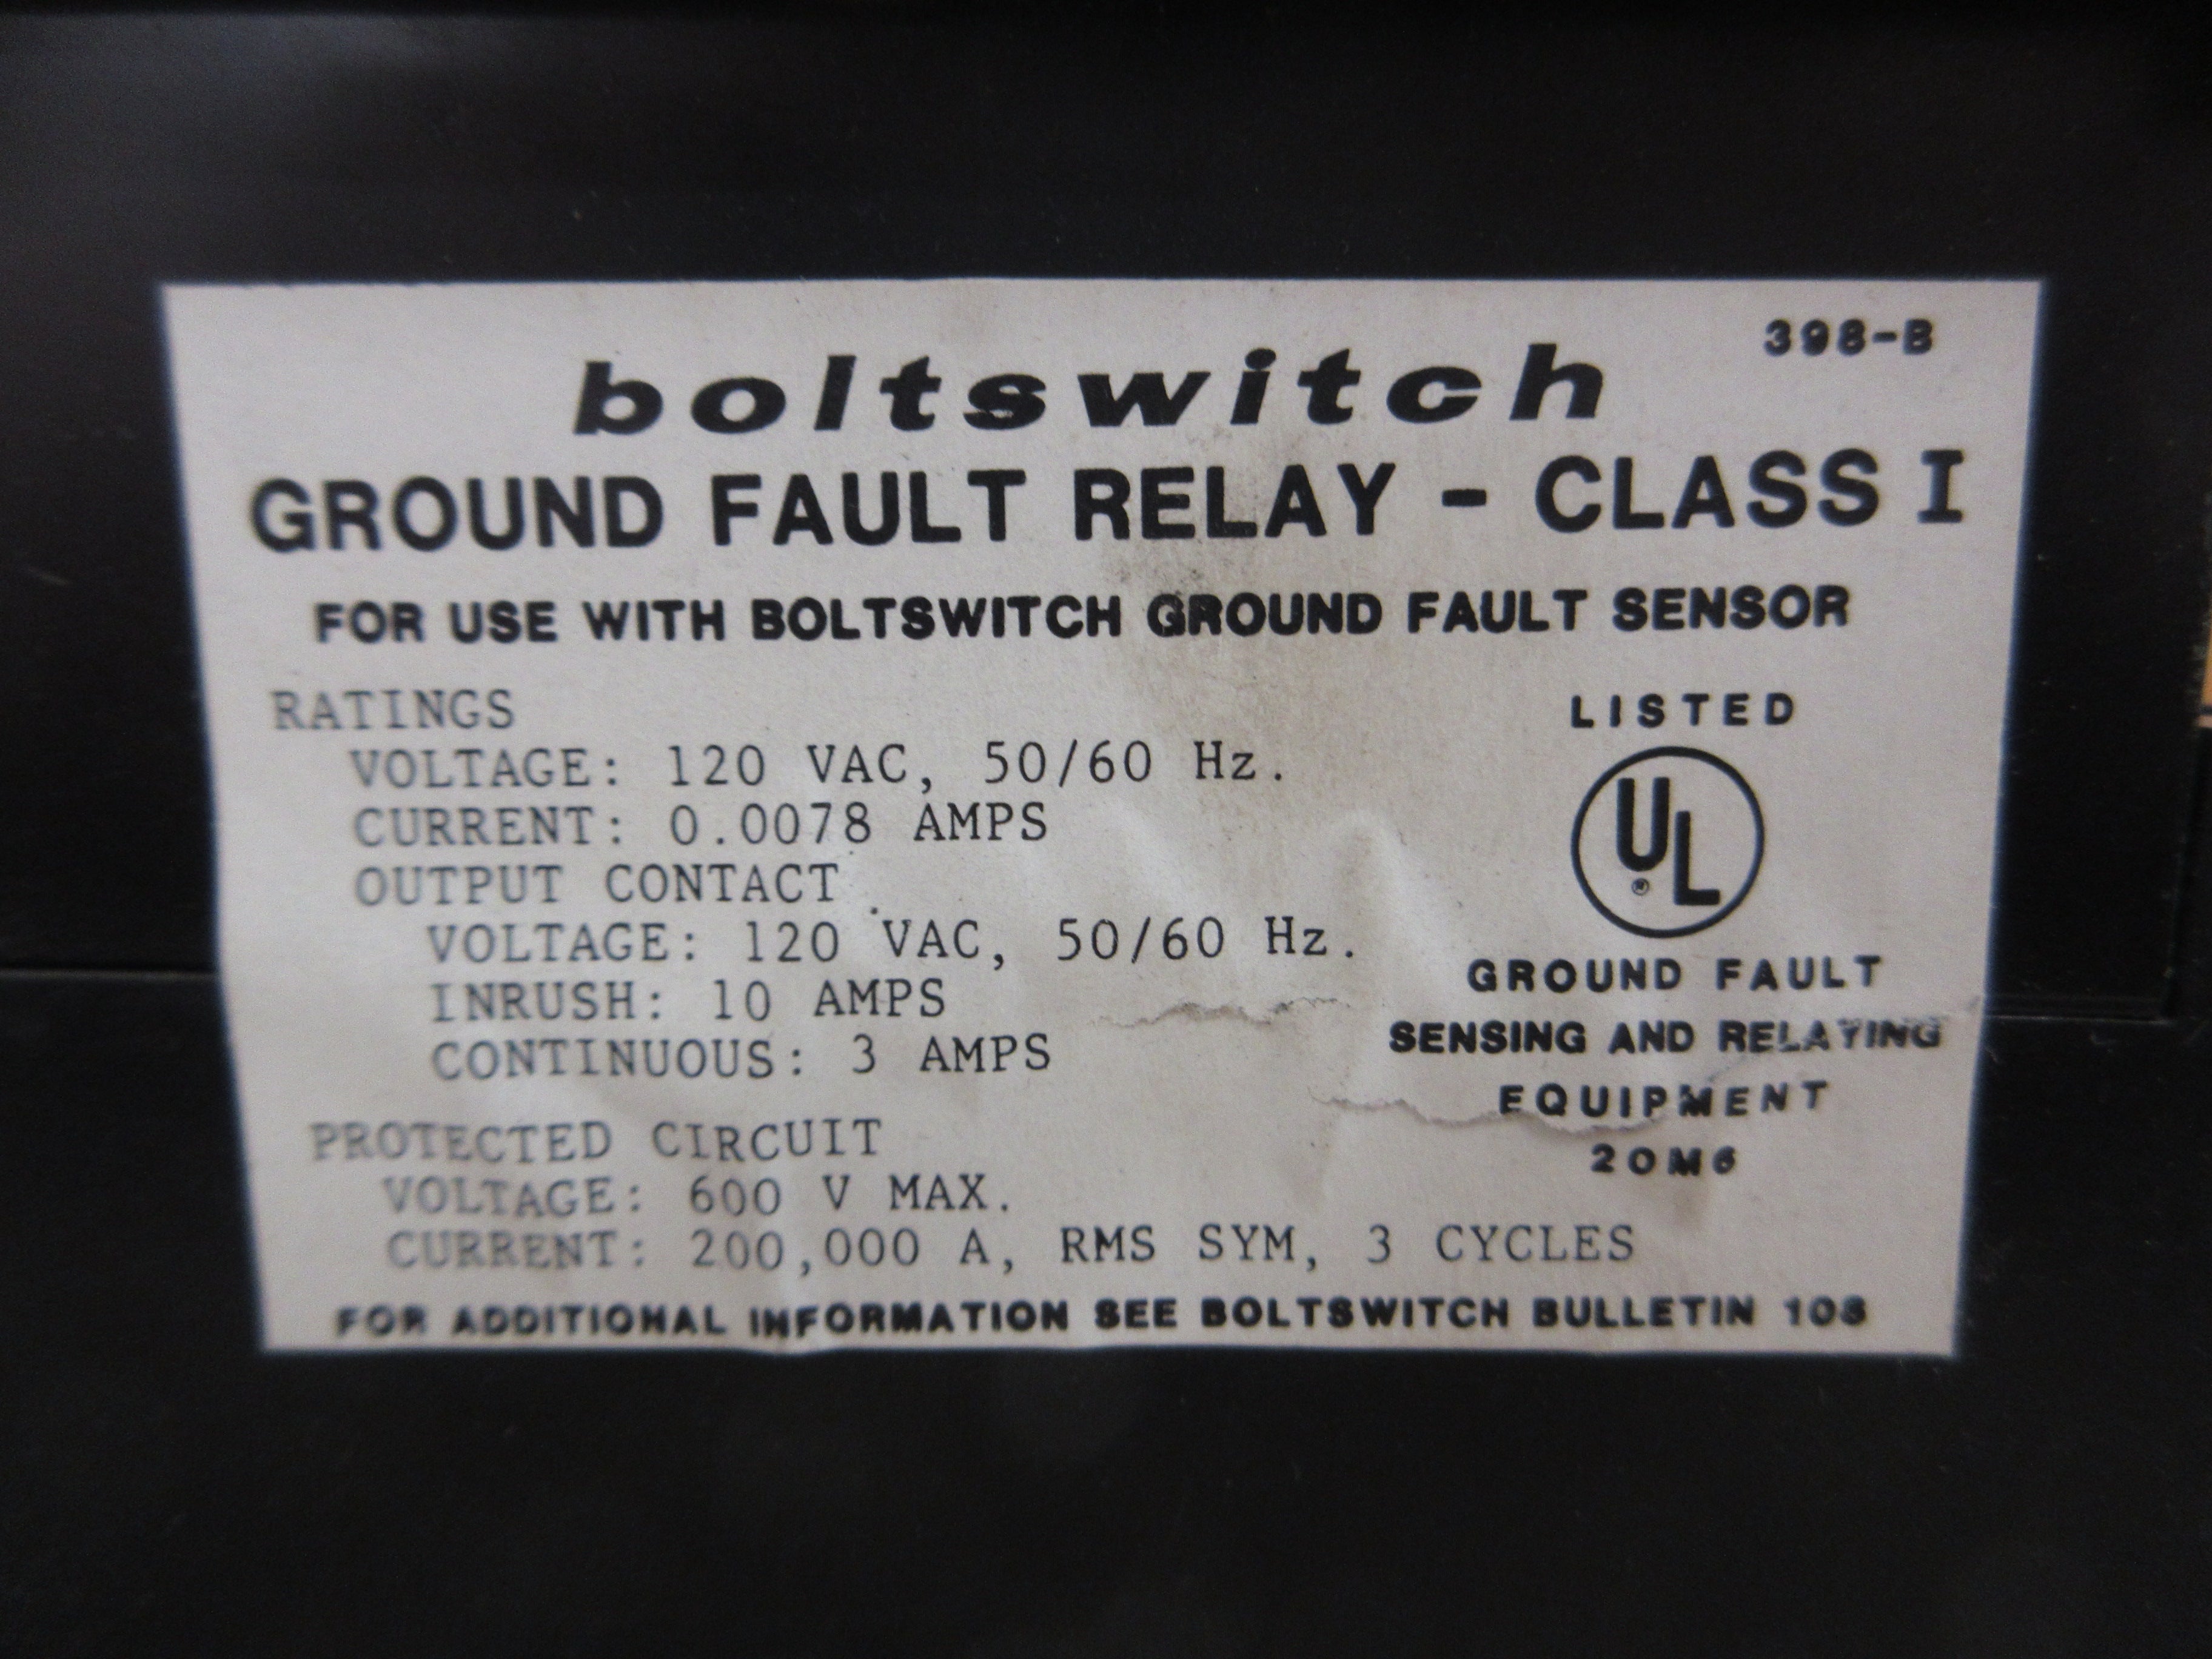 398-B
boltswitch
GROUND FAULT RELAY - CLASS I
FOR USE WITH BOLTSWITCH GROUND FAULT SENSOR
RATINGS
VOLTAGE: 120 VAC, 50/60 Hz.
CURRENT: 0.0078 AMPS
OUTPUT CONTACT
VOLTAGE: 120 VAC, 50/60 Hz.
INRUSH: 10 AMPS
CONTINUOUS: 3 AMPS
PROTECTED CIRCUIT
VOLTAGE: 600 V MAX.
CURRENT: 200,000 A, RMS SYM, 3 CYCLES
LISTED
UL
®
GROUND FAULT
SENSING AND RELAYING
EQUIPMENT
20M6
FOR ADDITIONAL INFORMATION SEE BOLTSWITCH BULLETIN 108